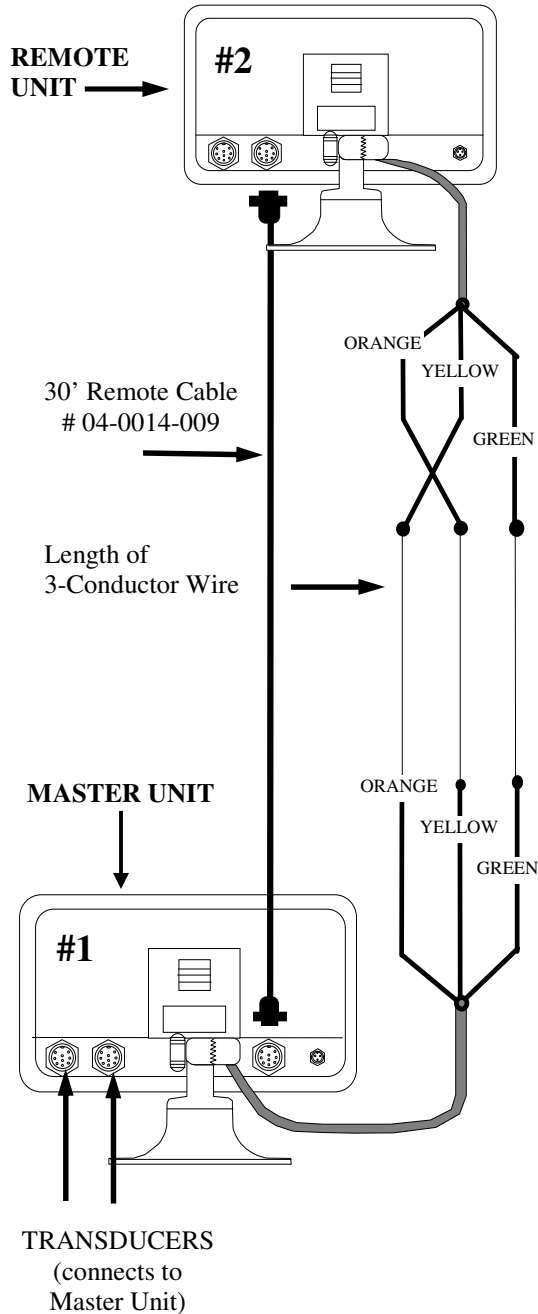 REMOTE
UNIT
#2
ORANGE
YELLOW
GREEN
30’ Remote Cable
# 04-0014-009
Length of
3-Conductor Wire
MASTER UNIT
ORANGE
YELLOW
GREEN
#1
TRANSDUCERS
(connects to
Master Unit)